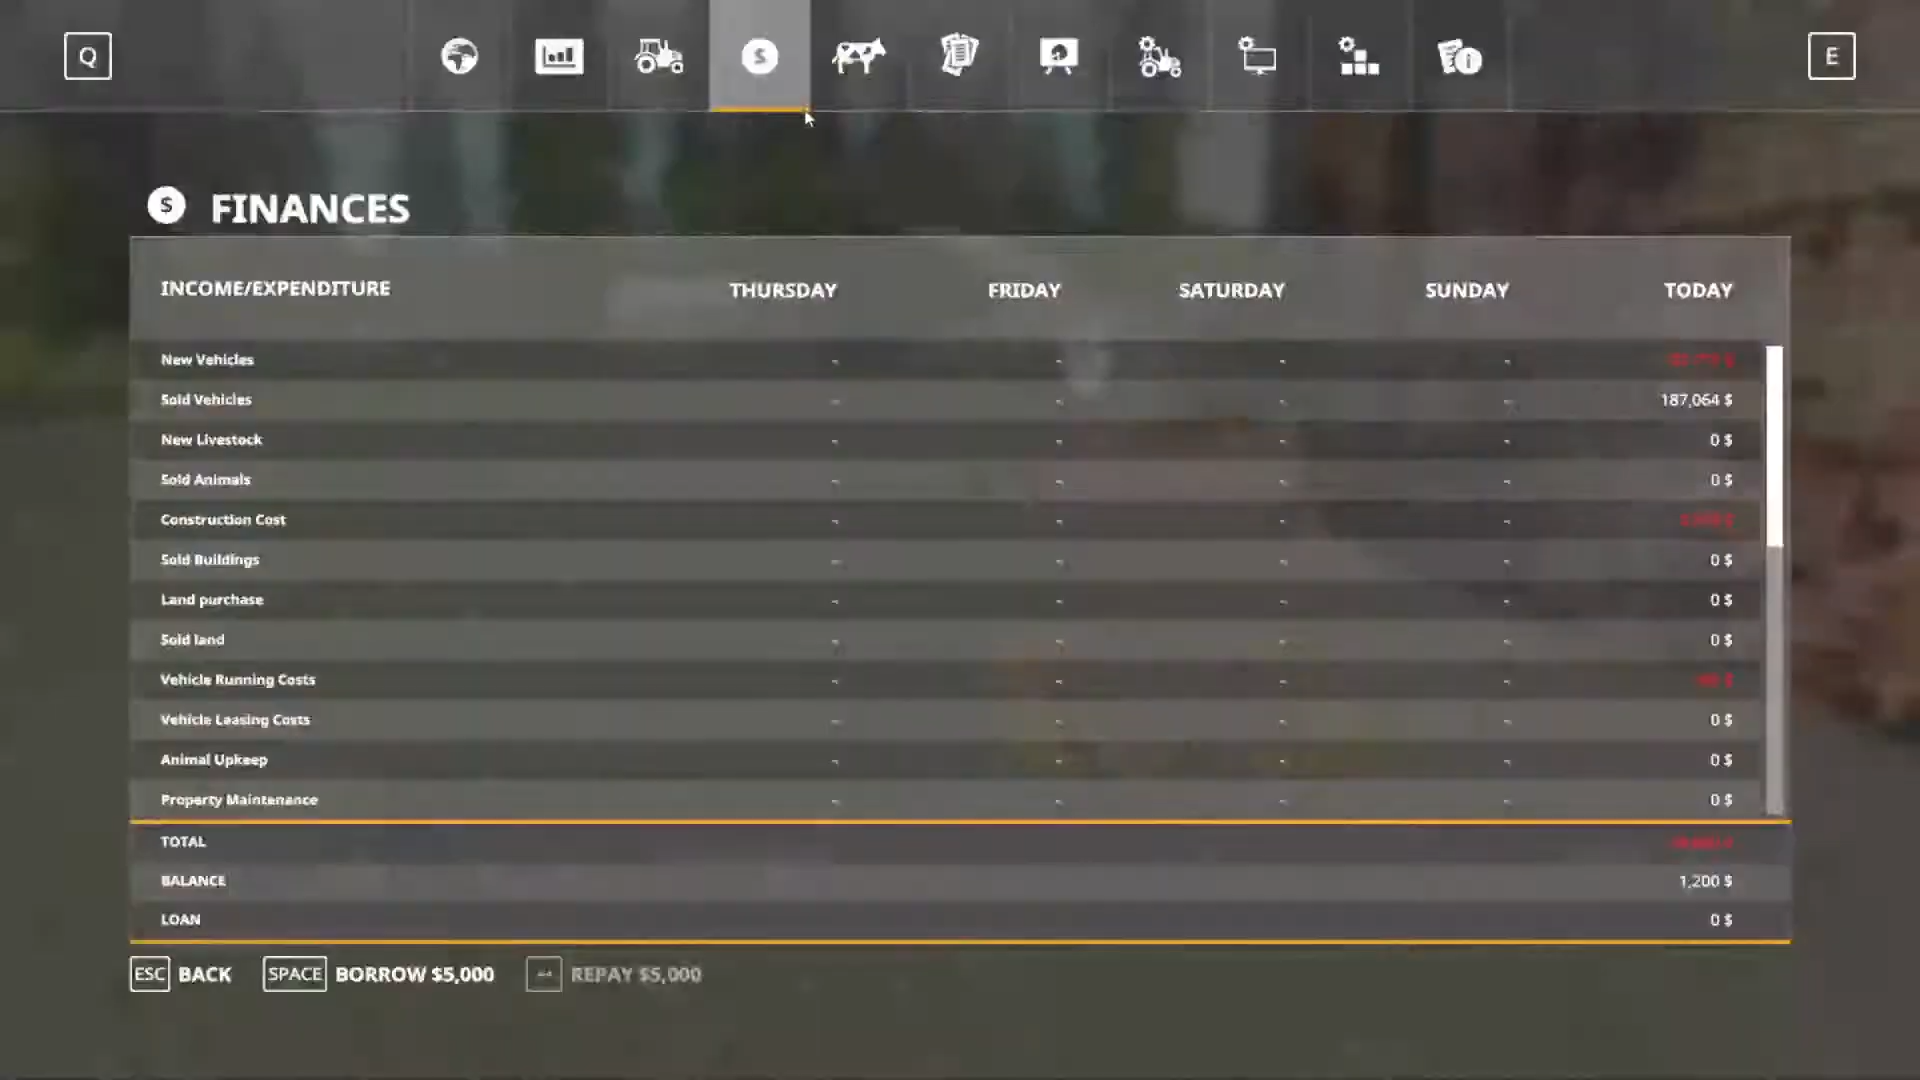 Q
E
$ FINANCES
INCOME/EXPENDITURE THURSDAY FRIDAY SATURDAY SUNDAY TODAY
New Vehicles - - - -
Sold Vehicles - - - - 187,064 $
New Livestock - - - - 0 $
Sold Animals - - - - 0 $
Construction Cost - - - -
Sold Buildings - - - - 0 $
Land purchase - - - - 0 $
Sold land - - - - 0 $
Vehicle Running Costs - - - -
Vehicle Leasing Costs - - - - 0 $
Animal Upkeep - - - - 0 $
Property Maintenance - - - - 0 $
TOTAL
BALANCE 1,200 $
LOAN 0 $
ESC BACK SPACE BORROW $5,000 REPAY $5,000